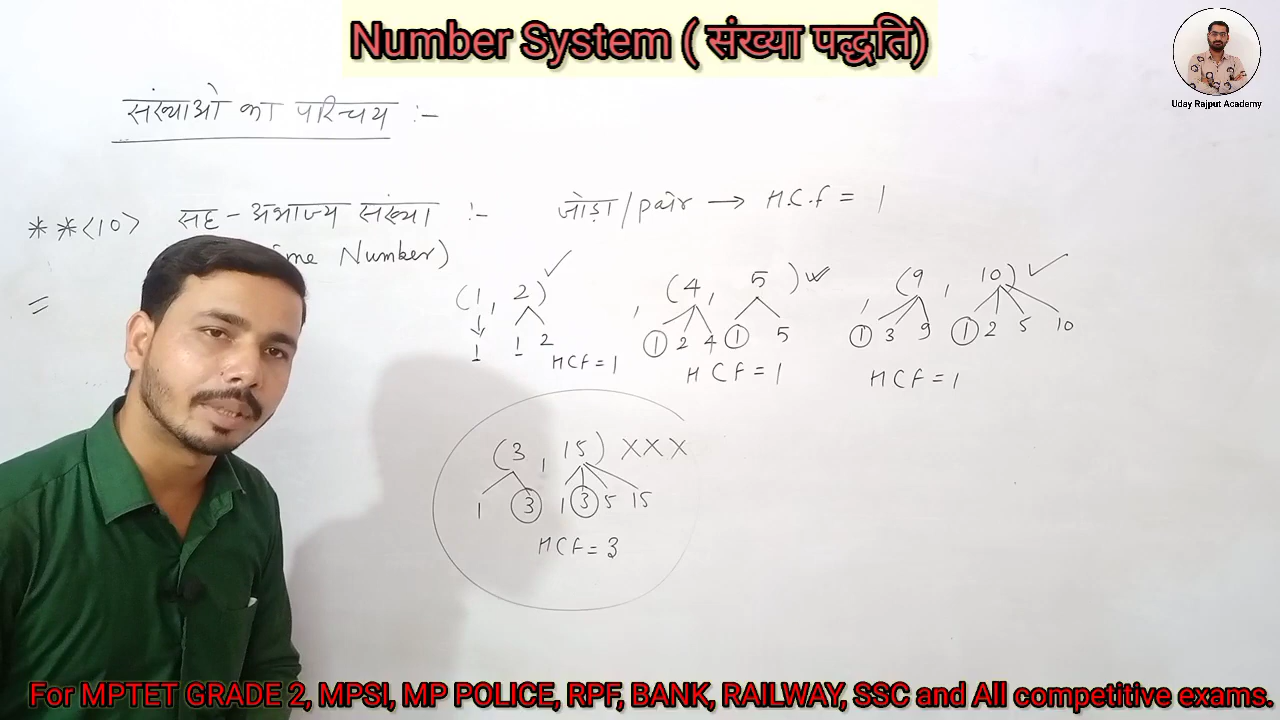 Number System ( संख्या पद्धति)
Uday Rajput Academy
संख्याओ का परिचय :-
**<10> सह-अभाज्य संख्या :- जोड़ा/pair → H.C.f = 1
Number)
=
(1, 2) ✓, (4, 5) ✓, (9, 10) ✓
1 1 2 1 2 4 1 5 1 3 9 1 2 5 10
HCf=1 HCF=1 HCF=1
(3, 15) XXX
1 3 1 3 5 15
HCF=3
For MPTET GRADE 2, MPSI, MP POLICE, RPF, BANK, RAILWAY, SSC and All competitive exams.